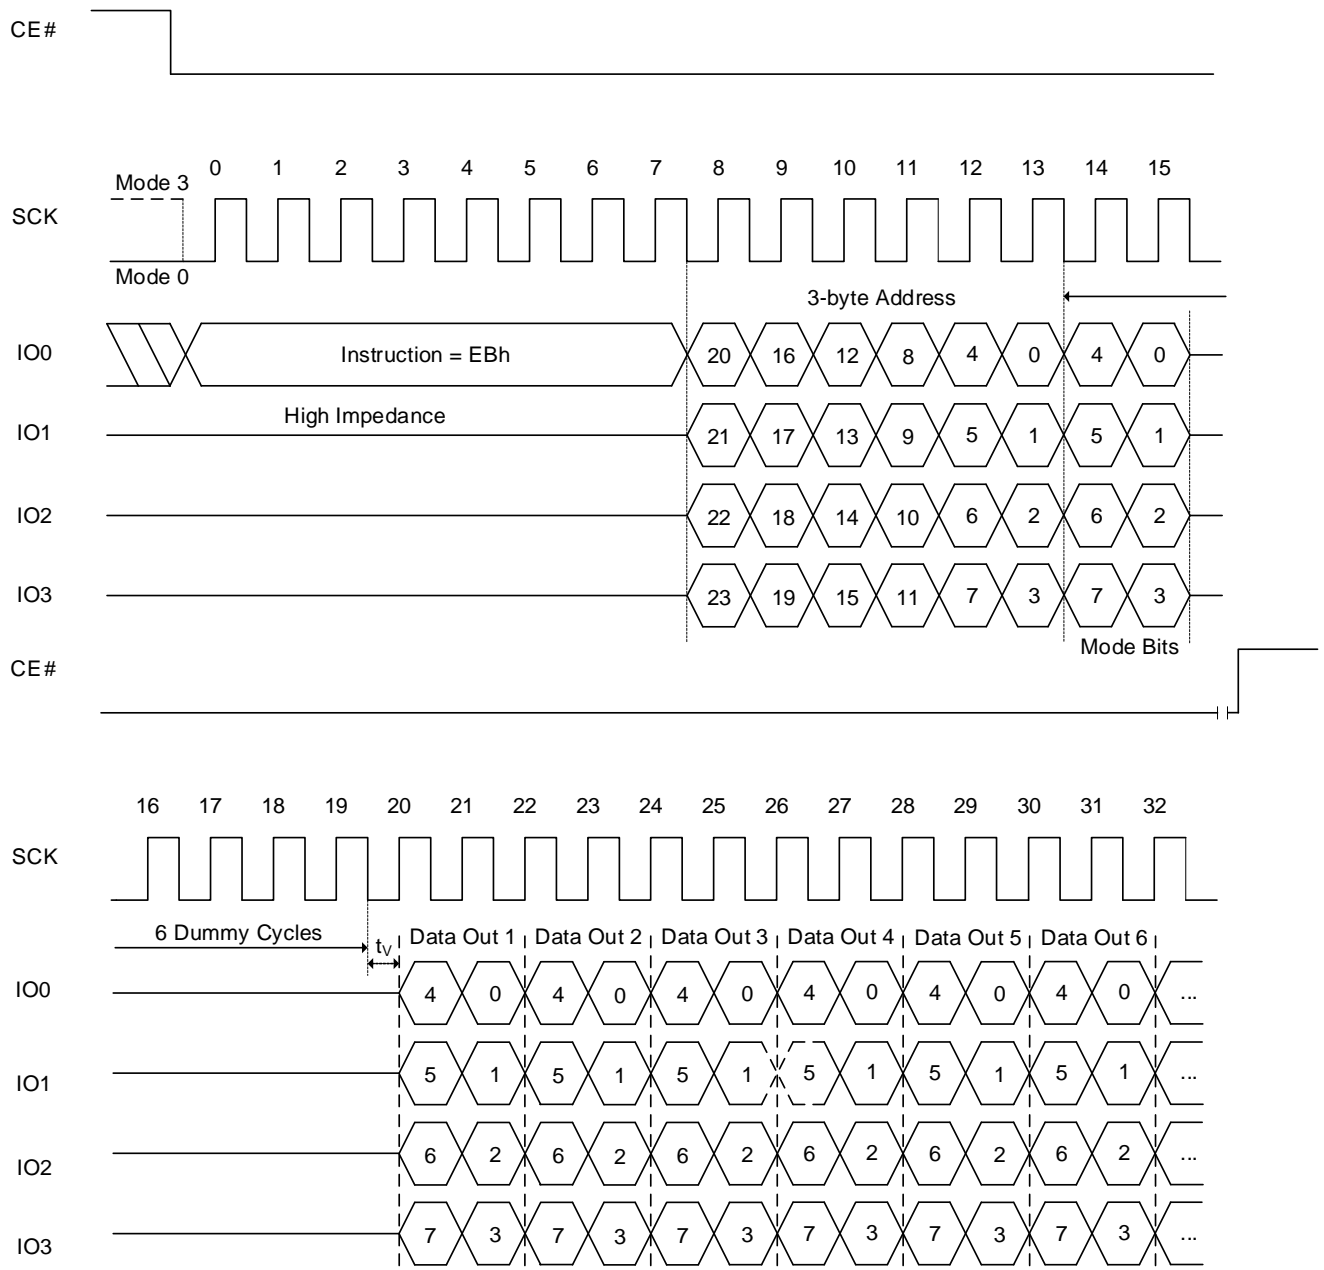 CE#
0 1 2 3 4 5 6 7 8 9 10 11 12 13 14 15
Mode 3
SCK
Mode 0
3-byte Address
IO0 Instruction = EBh 20 16 12 8 4 0 4 0
High Impedance
IO1 21 17 13 9 5 1 5 1
IO2 22 18 14 10 6 2 6 2
IO3 23 19 15 11 7 3 7 3
Mode Bits
CE#
16 17 18 19 20 21 22 23 24 25 26 27 28 29 30 31 32
SCK
6 Dummy Cycles tV Data Out 1 Data Out 2 Data Out 3 Data Out 4 Data Out 5 Data Out 6
IO0 4 0 4 0 4 0 4 0 4 0 4 0 ...
IO1 5 1 5 1 5 1 5 1 5 1 5 1 ...
IO2 6 2 6 2 6 2 6 2 6 2 6 2 ...
IO3 7 3 7 3 7 3 7 3 7 3 7 3 ...